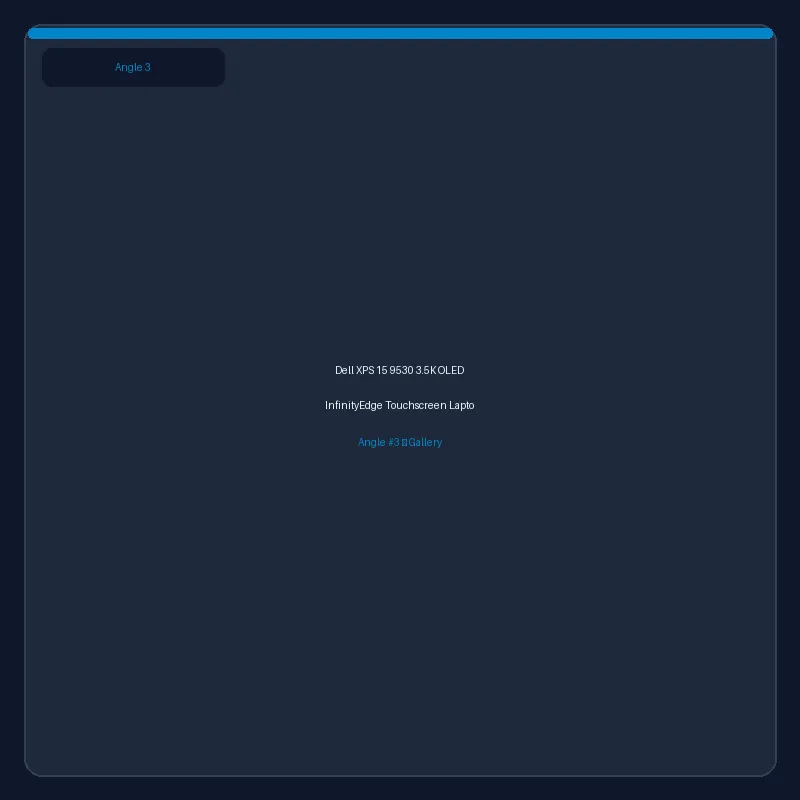 Angle 3
Dell XPS 15 9530 3.5K OLED
InfinityEdge Touchscreen Lapto
Angle #3 Gallery